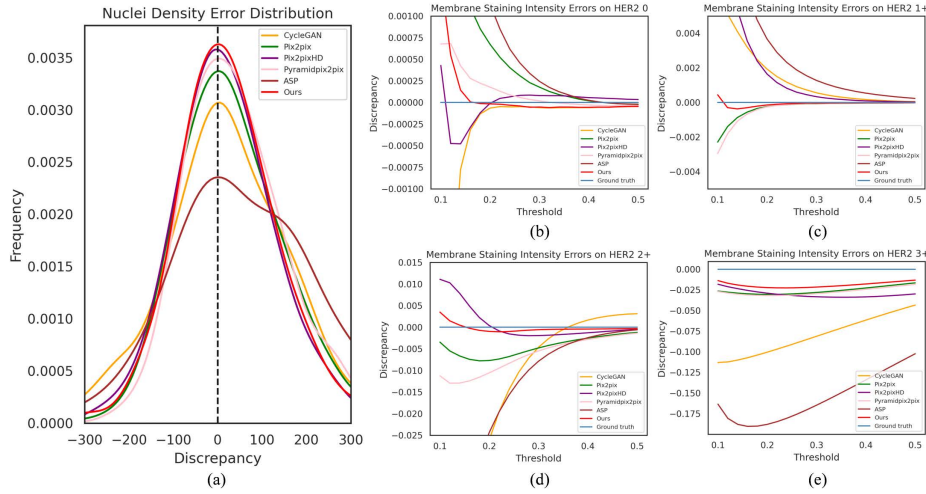 Nuclei Density Error Distribution
CycleGAN
Pix2pix
Pix2pixHD
Pyramidpix2pix
ASP
Ours
0.0035
0.0030
0.0025
0.0020
0.0015
0.0010
0.0005
0.0000
Frequency
−300 −200 −100 0 100 200 300
Discrepancy
(a)
Membrane Staining Intensity Errors on HER2 0
0.00100
0.00075
0.00050
0.00025
0.00000
−0.00025
−0.00050
−0.00075
−0.00100
Discrepancy
CycleGAN
Pix2pix
Pix2pixHD
Pyramidpix2pix
ASP
Ours
Ground truth
0.1 0.2 0.3 0.4 0.5
Threshold
(b)
Membrane Staining Intensity Errors on HER2 1+
0.004
0.002
0.000
−0.002
−0.004
Discrepancy
CycleGAN
Pix2pix
Pix2pixHD
Pyramidpix2pix
ASP
Ours
Ground truth
0.1 0.2 0.3 0.4 0.5
Threshold
(c)
Membrane Staining Intensity Errors on HER2 2+
0.015
0.010
0.005
0.000
−0.005
−0.010
−0.015
−0.020
−0.025
Discrepancy
CycleGAN
Pix2pix
Pix2pixHD
Pyramidpix2pix
ASP
Ours
Ground truth
0.1 0.2 0.3 0.4 0.5
Threshold
(d)
Membrane Staining Intensity Errors on HER2 3+
0.000
−0.025
−0.050
−0.075
−0.100
−0.125
−0.150
−0.175
Discrepancy
CycleGAN
Pix2pix
Pix2pixHD
Pyramidpix2pix
ASP
Ours
Ground truth
0.1 0.2 0.3 0.4 0.5
Threshold
(e)